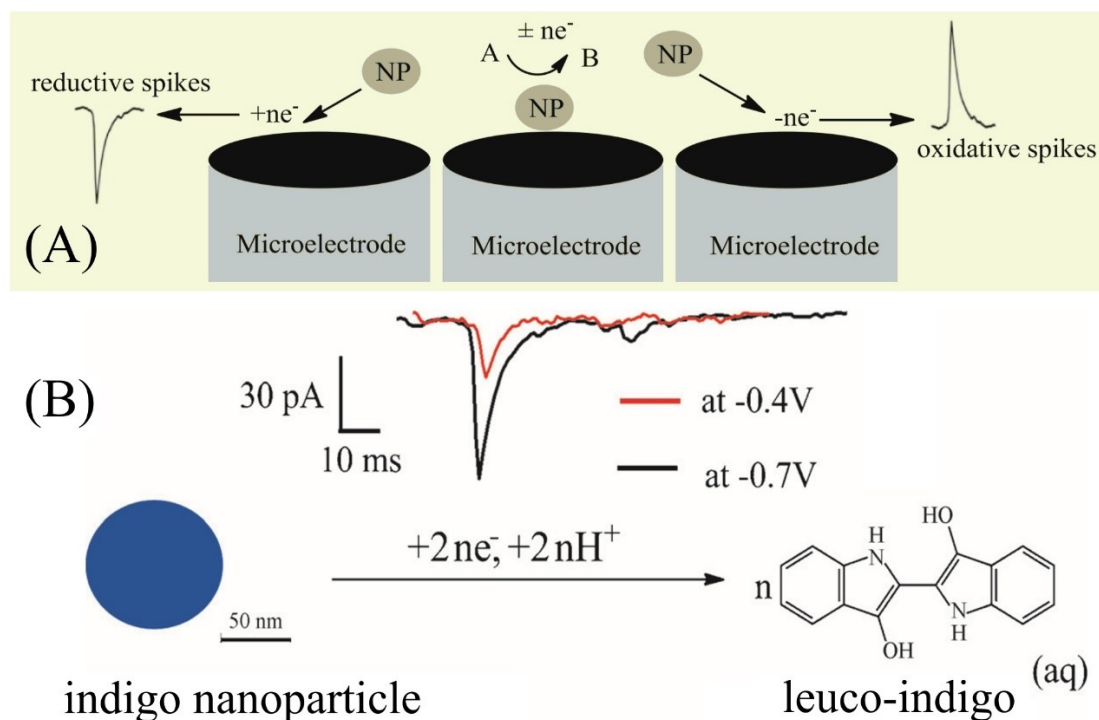 ± ne⁻
A B
NP NP NP
reductive spikes
+ne⁻ -ne⁻
oxidative spikes
Microelectrode Microelectrode Microelectrode
(A)
(B)
30 pA
10 ms
at -0.4V
at -0.7V
+2ne⁻, +2nH⁺
50 nm
n
HO
H
N
N
H
OH
(aq)
indigo nanoparticle leuco-indigo